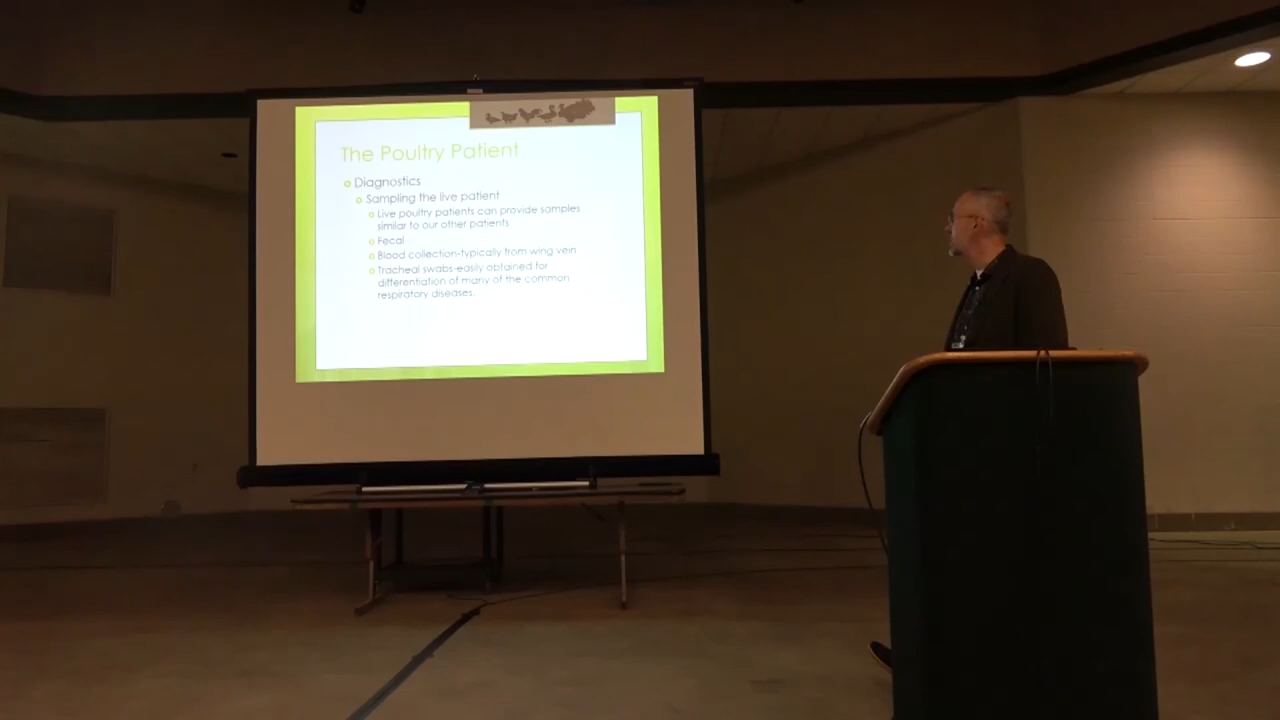 The Poultry Patient
Diagnostics
Sampling the live patient
Live poultry patients can provide samples
similar to our other patients
Fecal
Blood collection-typically from wing vein
Tracheal swabs-easily obtained for
differentiation of many of the common
respiratory diseases.